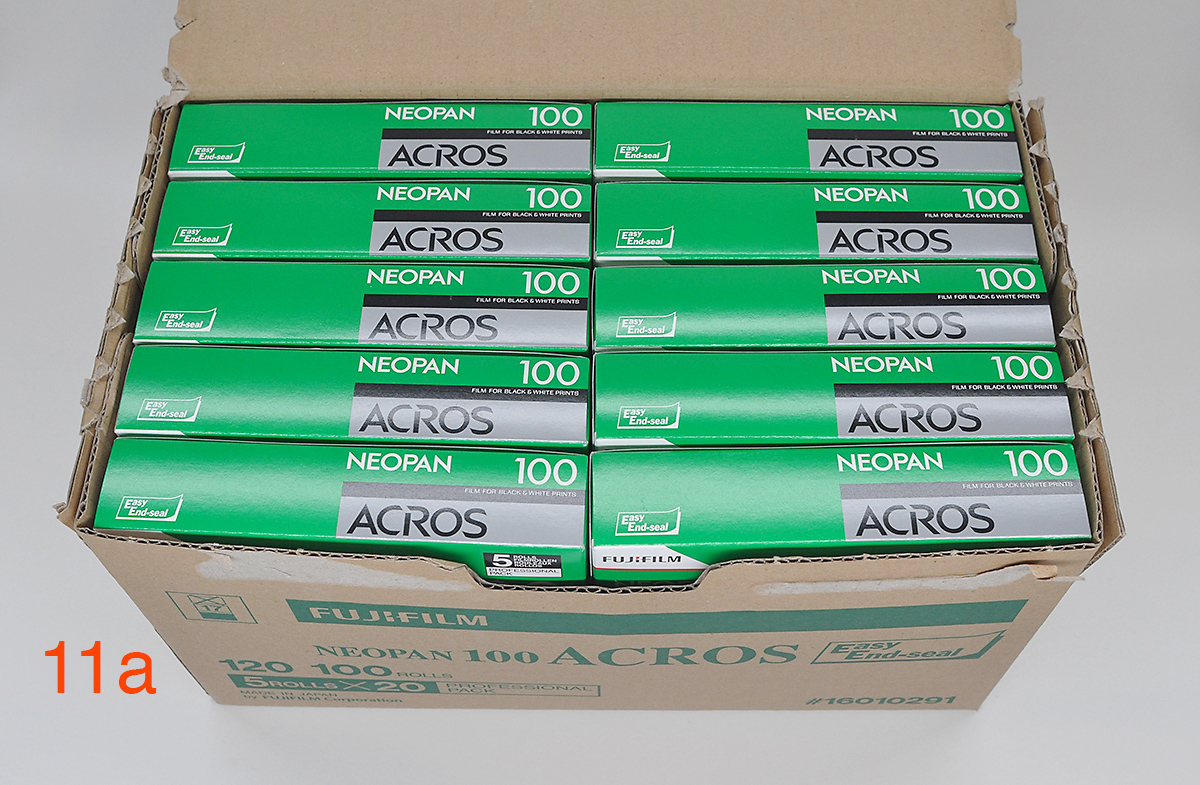 NEOPAN 100
FILM FOR BLACK & WHITE PRINTS
ACROS
Easy
End-seal
NEOPAN 100
FILM FOR BLACK & WHITE PRINTS
ACROS
Easy
End-seal
NEOPAN 100
FILM FOR BLACK & WHITE PRINTS
ACROS
Easy
End-seal
NEOPAN 100
FILM FOR BLACK & WHITE PRINTS
ACROS
Easy
End-seal
NEOPAN 100
FILM FOR BLACK & WHITE PRINTS
ACROS
Easy
End-seal
NEOPAN 100
FILM FOR BLACK & WHITE PRINTS
ACROS
Easy
End-seal
NEOPAN 100
FILM FOR BLACK & WHITE PRINTS
ACROS
Easy
End-seal
NEOPAN 100
FILM FOR BLACK & WHITE PRINTS
ACROS
Easy
End-seal
NEOPAN 100
FILM FOR BLACK & WHITE PRINTS
ACROS
Easy
End-seal
5 ROLLS
PROFESSIONAL
PACK
NEOPAN 100
FILM FOR BLACK & WHITE PRINTS
ACROS
Easy
End-seal
FUJIFILM
17
FUJIFILM
NEOPAN 100 ACROS
Easy
End-seal
120 100 ROLLS
5ROLLS×20
PROFESSIONAL
PACK
MADE IN JAPAN
by FUJIFILM Corporation
#16010291
11a